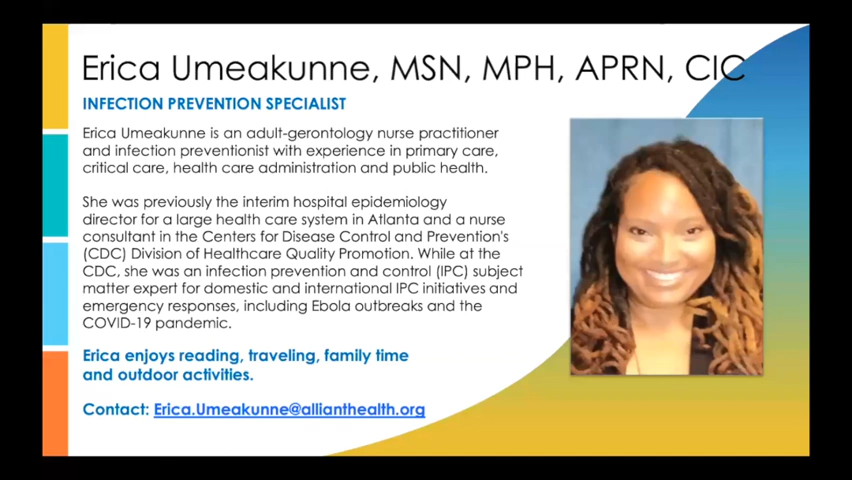 Erica Umeakunne, MSN, MPH, APRN, CIC
INFECTION PREVENTION SPECIALIST
Erica Umeakunne is an adult-gerontology nurse practitioner
and infection preventionist with experience in primary care,
critical care, health care administration and public health.
She was previously the interim hospital epidemiology
director for a large health care system in Atlanta and a nurse
consultant in the Centers for Disease Control and Prevention's
(CDC) Division of Healthcare Quality Promotion. While at the
CDC, she was an infection prevention and control (IPC) subject
matter expert for domestic and international IPC initiatives and
emergency responses, including Ebola outbreaks and the
COVID-19 pandemic.
Erica enjoys reading, traveling, family time
and outdoor activities.
Contact: Erica.Umeakunne@allianthealth.org